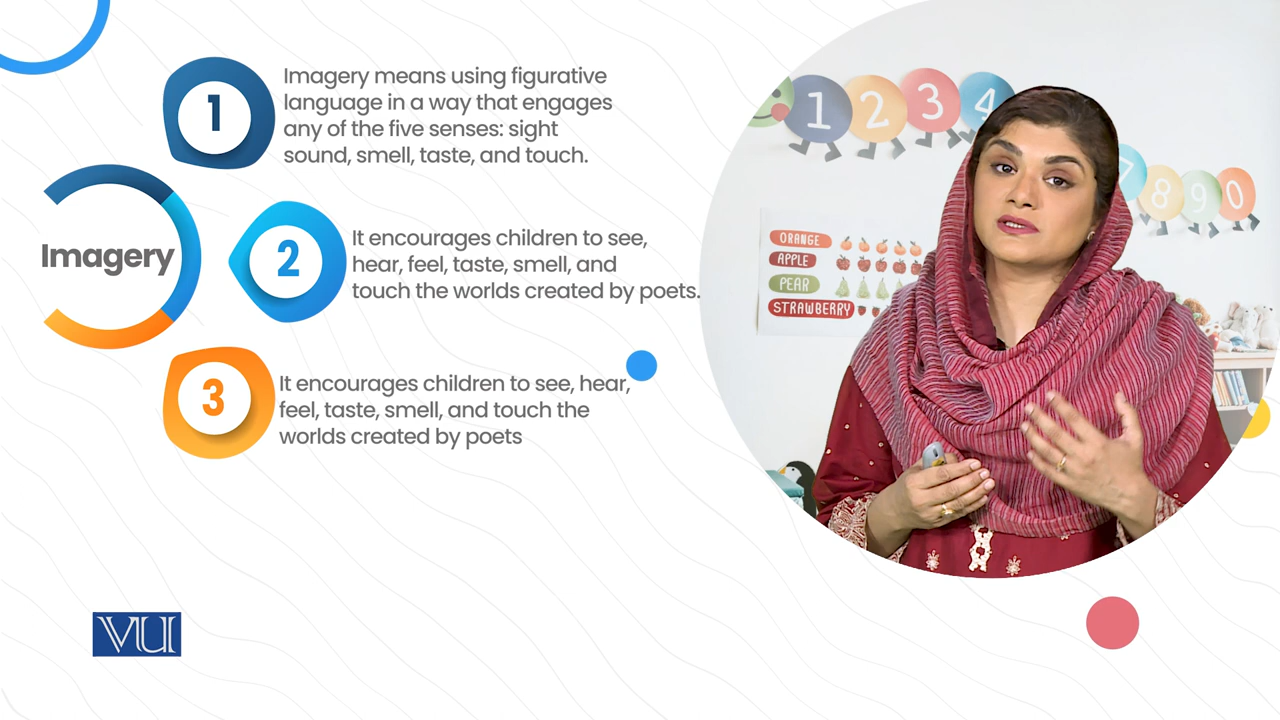 Imagery
1
Imagery means using figurative
language in a way that engages
any of the five senses: sight
sound, smell, taste, and touch.
2
It encourages children to see,
hear, feel, taste, smell, and
touch the worlds created by poets.
3
It encourages children to see, hear,
feel, taste, smell, and touch the
worlds created by poets
1 2 3 4
7 8 9 0
ORANGE
APPLE
PEAR
STRAWBERRY
VU